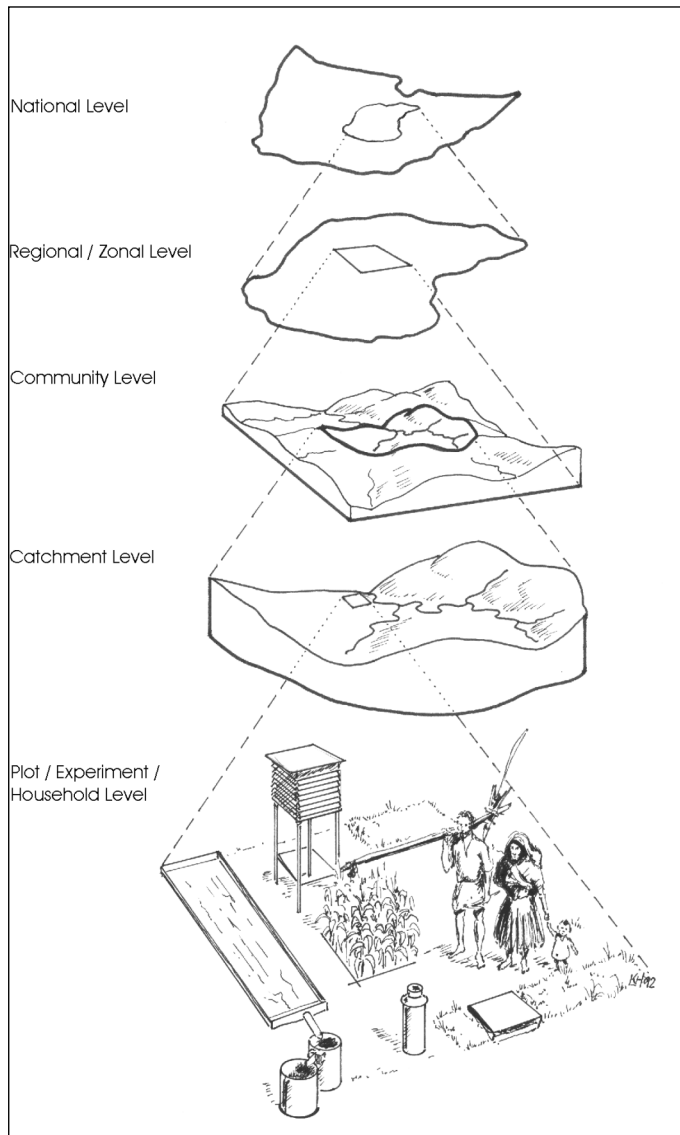 National Level
Regional / Zonal Level
Community Level
Catchment Level
Plot / Experiment /
Household Level